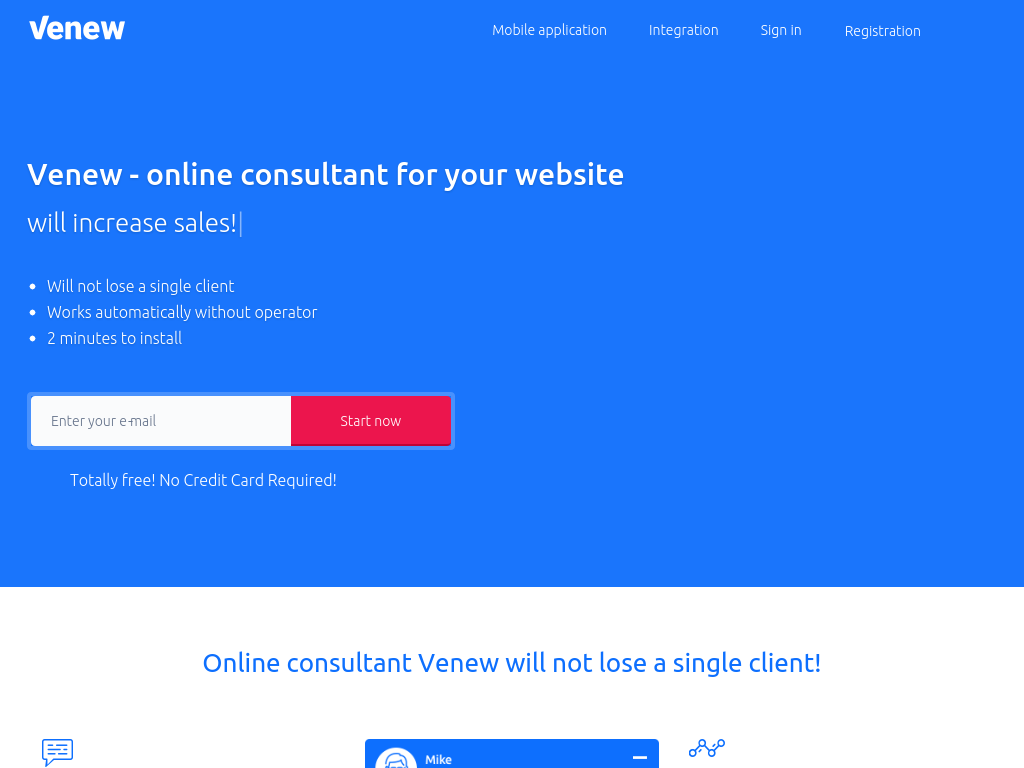 Venew
Mobile application
Integration
Sign in
Registration
Venew - online consultant for your website
will increase sales!|
Will not lose a single client
Works automatically without operator
2 minutes to install
Enter your e-mail
Start now
Totally free! No Credit Card Required!
Online consultant Venew will not lose a single client!
Mike